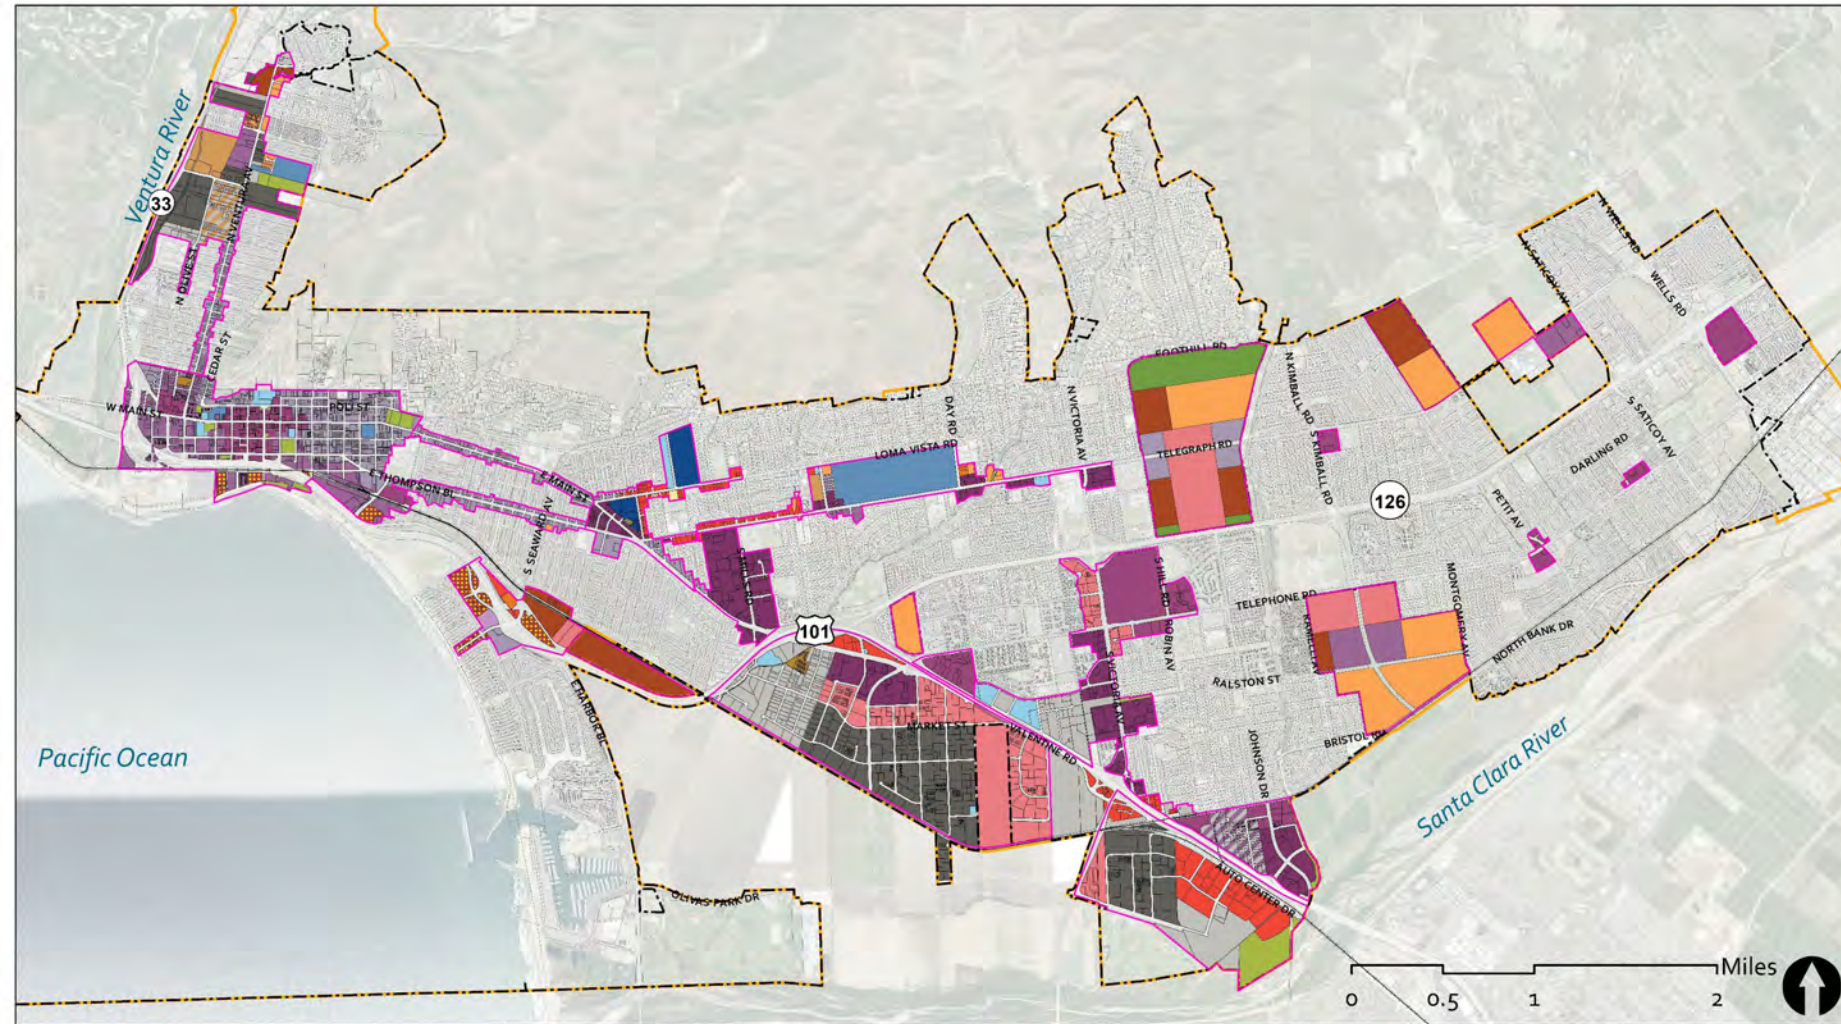 Ventura River
33
N VENTURA AV
N OLIVE ST
CEDAR ST
W MAIN ST
POLI ST
E THOMPSON BL
E MAIN ST
S SEAWARD AV
S MILLS RD
LOMA VISTA RD
DAY RD
N VICTORIA AV
FOOTHILL RD
TELEGRAPH RD
N KIMBALL RD
S KIMBALL RD
126
N SATICOY AV
N WELLS RD
WELLS RD
S SATICOY AV
DARLING RD
PETIT AV
MONTGOMERY AV
NORTH BANK DR
TELEPHONE RD
RAMELLI AV
RALSTON ST
BRISTOL RD
S HILL RD
ROBIN AV
S VICTORIA AV
JOHNSON DR
101
MARKET ST
VALENTINE RD
AUTO CENTER DR
E HARBOR BL
OLIVAS PARK DR
Pacific Ocean
Santa Clara River
Miles
0 0.5 1 2